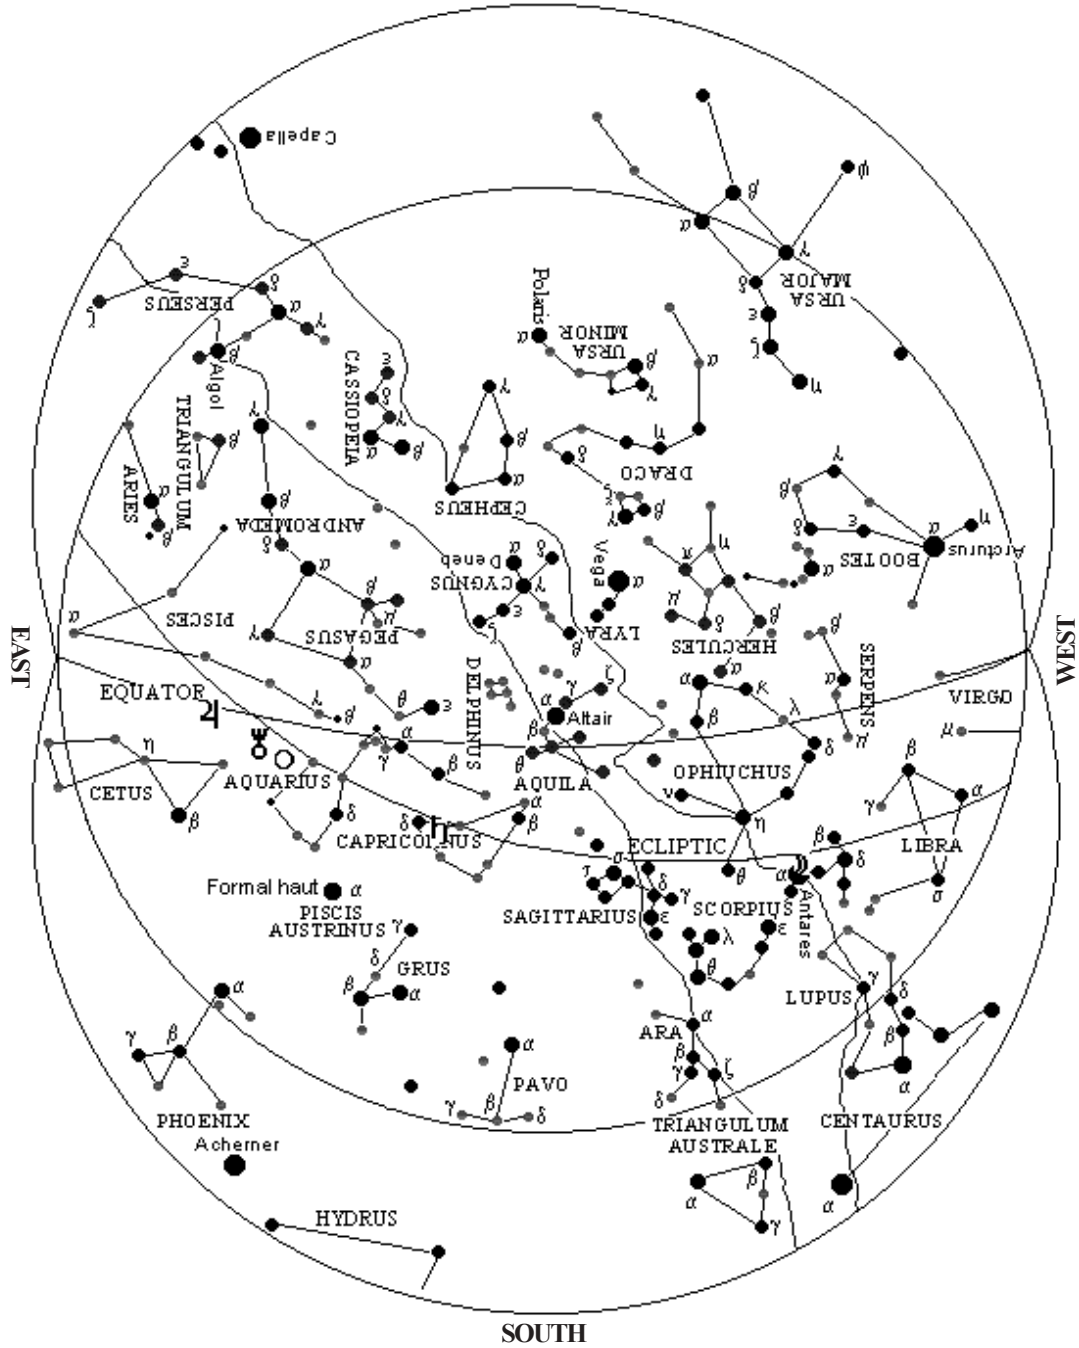 Capella
φ
β
α
γ
URSA
MAJOR
δ
ε
ζ
η
ε
δ
α
γ
ζ
PERSEUS
β
Algol
Polaris
α
URSA
MINOR
β
γ
α
CASSIOPEIA
ε
δ
γ
α
β
γ
β
α
CEPHEUS
TRIANGULUM
β
γ
ARIES
α
β
ANDROMEDA
β
δ
η
DRACO
δ
ξ
γ
β
γ
β
δ
ε
α
η
Arcturus
BOOTES
Deneb
α
δ
CYGNUS
γ
ε
ζ
β
Vega
α
LYRA
π
η
μ
δ
β
HERCULES
α
α
α
PISCES
α
β
μ
PEGASUS
γ
α
θ
ε
γ
β
EAST
WEST
EQUATOR
DELPHINUS
ζ
γ
α
Attair
β
θ
AQUILA
α
κ
β
λ
δ
ν
OPHIUCHUS
η
θ
β
α
SERPENS
μ
VIRGO
μ
η
CETUS
β
AQUARIUS
γ
α
β
δ
CAPRICORNUS
δ
α
β
ECLIPTIC
σ
τ
δ
γ
ε
SAGITTARIUS
β
δ
α
SCORPIUS
Antares
ε
λ
θ
β
γ
α
LIBRA
σ
Formal haut α
PISCIS
AUSTRINUS
γ
δ
GRUS
β
α
γ
LUPUS
δ
β
α
CENTAURUS
α
ARA
α
β
γ
ζ
δ
α
PAVO
γ
β
δ
TRIANGULUM
AUSTRALE
β
α
γ
α
γ
β
PHOENIX
Acherner
HYDRUS
SOUTH